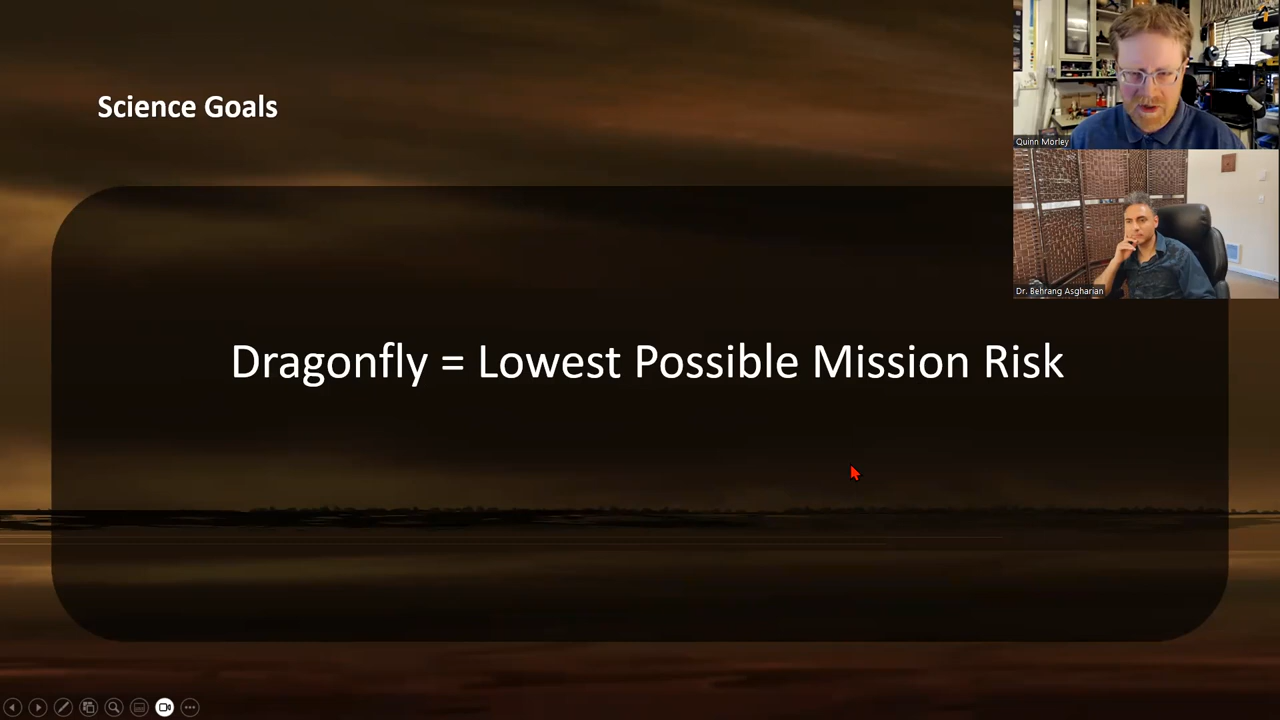 Science Goals
Quinn Morley
Dr. Behrang Asgharian
Dragonfly = Lowest Possible Mission Risk